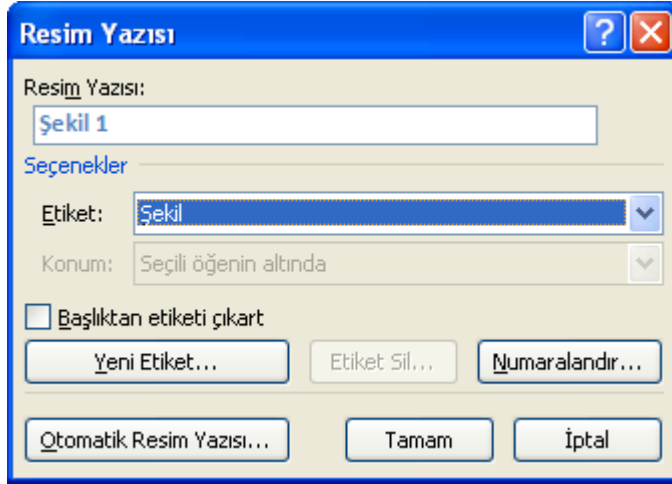 Resim Yazısı
Resim Yazısı:
Şekil 1
Seçenekler
Etiket: Şekil
Konum: Seçili öğenin altında
Başlıktan etiketi çıkart
Yeni Etiket... Etiket Sil... Numaralandır...
Otomatik Resim Yazısı... Tamam İptal